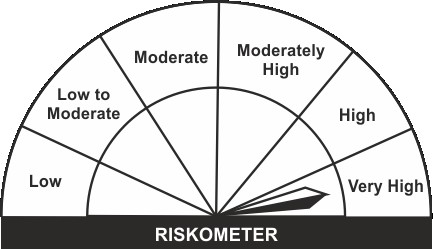 Low
Low to
Moderate
Moderate
Moderately
High
High
Very High
RISKOMETER